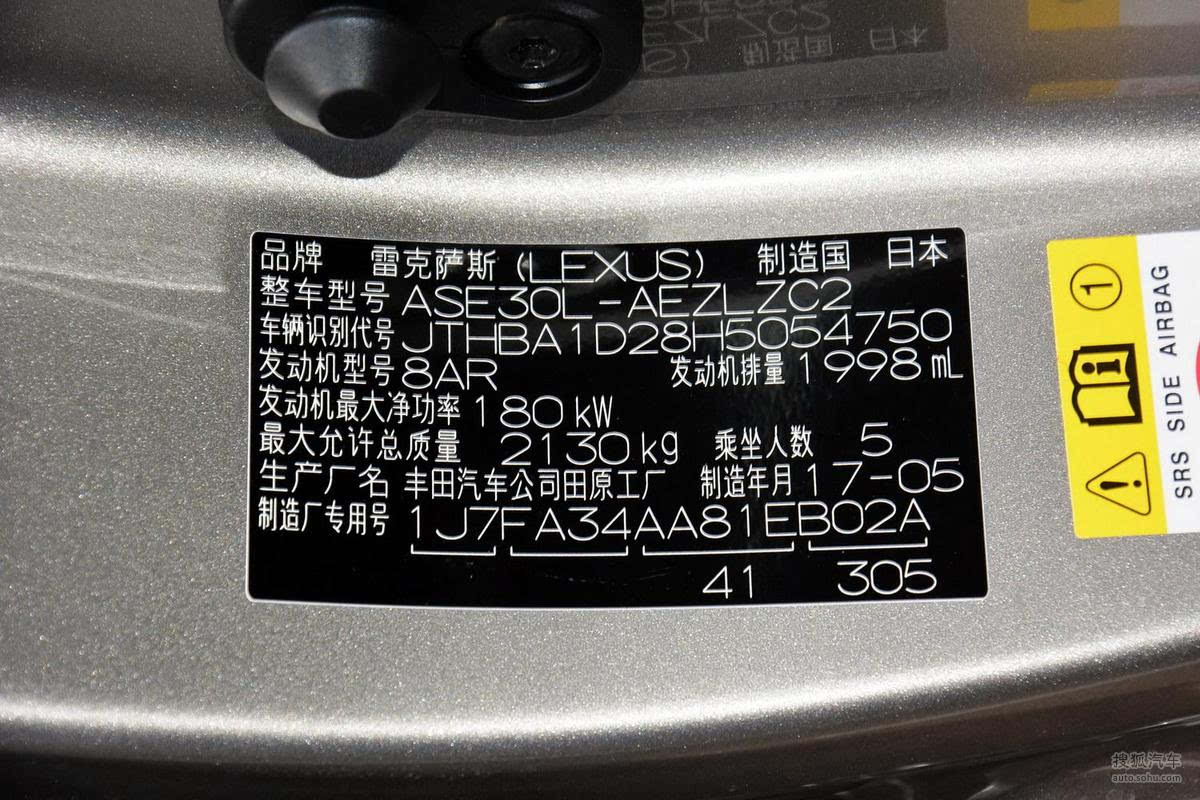 品牌 雷克萨斯 (LEXUS) 制造国 日本
整车型号 ASE30L-AEZLZC2
车辆识别代号 JTHBA1D28H5054750
发动机型号 8AR 发动机排量 1998 mL
发动机最大净功率 180 kW
最大允许总质量 2130 kg 乘坐人数 5
生产厂名 丰田汽车公司田原工厂 制造年月 17-05
制造厂专用号 1J7FA34AA81EB02A
41 305
1
SRS SIDE AIRBAG
搜狐汽车
auto.sohu.com